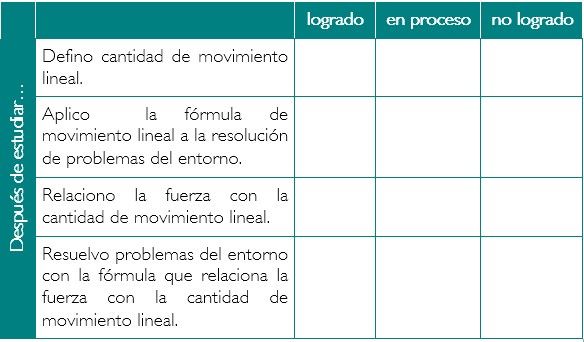 logrado en proceso no logrado
Después de estudiar…
Defino cantidad de movimiento
lineal.
Aplico la fórmula de
movimiento lineal a la resolución
de problemas del entorno.
Relaciono la fuerza con la
cantidad de movimiento lineal.
Resuelvo problemas del entorno
con la fórmula que relaciona la
fuerza con la cantidad de
movimiento lineal.